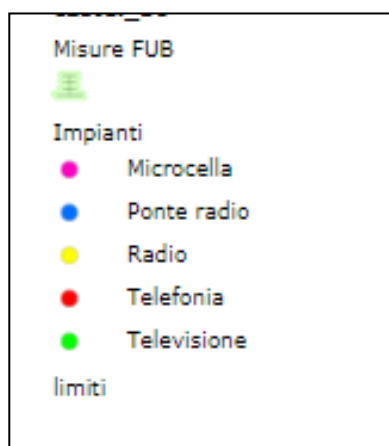 Misure FUB
Impianti
Microcella
Ponte radio
Radio
Telefonia
Televisione
limiti